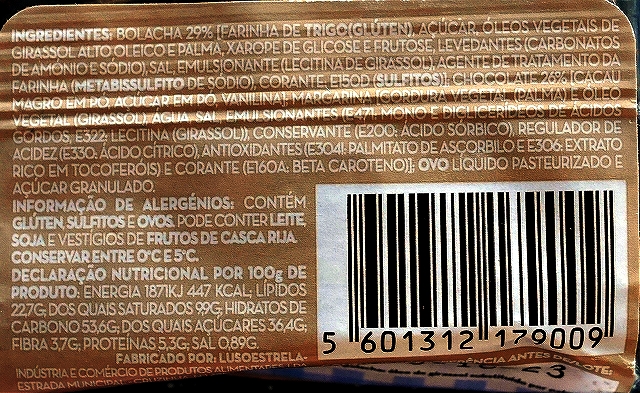 INGREDIENTES: BOLACHA 29% [FARINHA DE TRIGO(GLÚTEN), AÇÚCAR, ÓLEOS VEGETAIS DE
GIRASSOL ALTO OLEICO E PALMA, XAROPE DE GLICOSE E FRUTOSE, LEVEDANTES (CARBONATOS
DE AMÓNIO E SÓDIO), SAL, EMULSIONANTE (LECITINA DE GIRASSOL), AGENTE DE TRATAMENTO DA
FARINHA (METABISSULFITO DE SÓDIO), CORANTE, E150D (SULFITOS)], CHOCOLATE 26% [CACAU
MAGRO EM PÓ, AÇÚCAR EM PÓ, VANILINA], MARGARINA [GORDURA VEGETAL (PALMA) E ÓLEO
VEGETAL (GIRASSOL), ÁGUA, SAL, EMULSIONANTES (E471, MONO E DIGLICERÍDEOS DE ÁCIDOS
GORDOS, E322: LECITINA (GIRASSOL)), CONSERVANTE (E200: ÁCIDO SÓRBICO), REGULADOR DE
ACIDEZ (E330: ÁCIDO CÍTRICO), ANTIOXIDANTES (E304I: PALMITATO DE ASCORBILO E E306: EXTRATO
RICO EM TOCOFERÓIS) E CORANTE (E160A: BETA CAROTENO)]; OVO LÍQUIDO PASTEURIZADO E
AÇÚCAR GRANULADO.
INFORMAÇÃO DE ALERGÉNIOS: CONTÉM
GLÚTEN, SÚLFITOS E OVOS. PODE CONTER LEITE,
SOJA E VESTÍGIOS DE FRUTOS DE CASCA RIJA.
CONSERVAR ENTRE 0°C E 5°C.
DECLARAÇÃO NUTRICIONAL POR 100g DE
PRODUTO: ENERGIA 1871KJ 447 KCAL; LÍPIDOS
22,7G; DOS QUAIS SATURADOS 9,9G; HIDRATOS DE
CARBONO 53,6G; DOS QUAIS AÇÚCARES 36,4G;
FIBRA 3,7G; PROTEÍNAS 5,3G; SAL 0,89G.
FABRICADO POR: LUSOESTRELA-
INDÚSTRIA E COMÉRCIO DE PRODUTOS ALIMENTARES, LDA
ESTRADA MUNICIPAL
5 601312 179009
ANTES DE/LOTE:
23